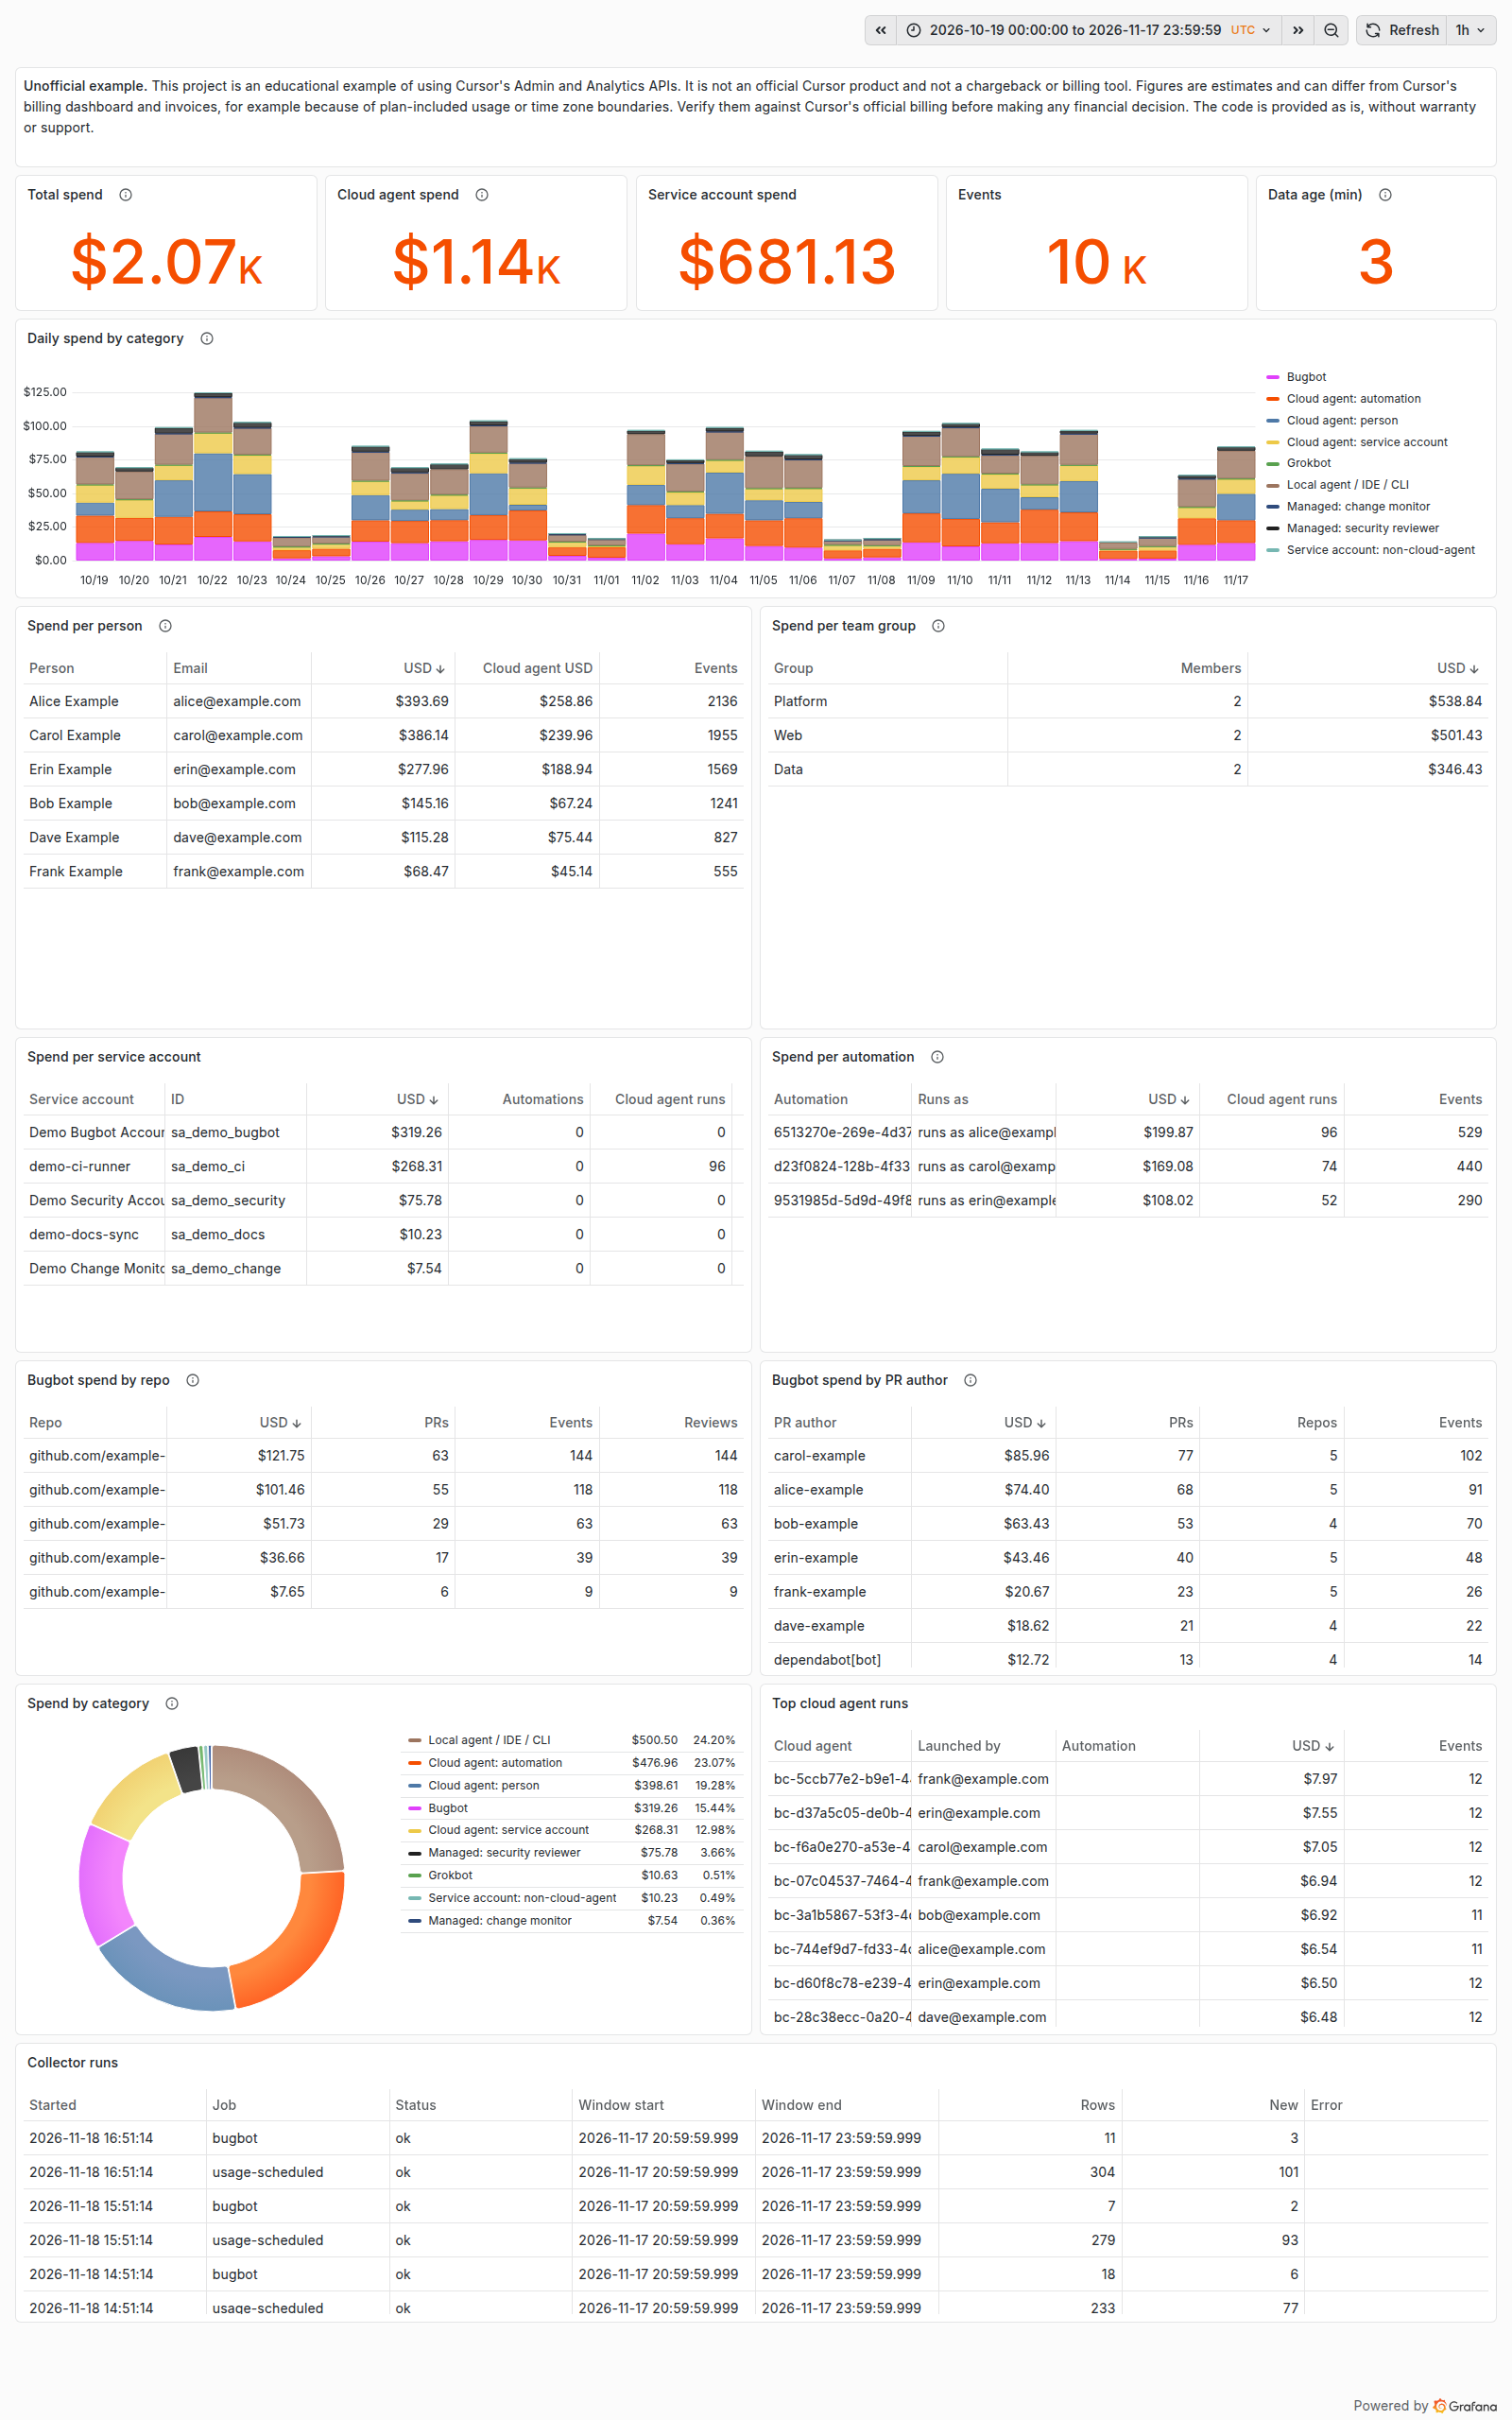 2026-10-19 00:00:00 to 2026-11-17 23:59:59 UTC Refresh 1h
Unofficial example. This project is an educational example of using Cursor's Admin and Analytics APIs. It is not an official Cursor product and not a chargeback or billing tool. Figures are estimates and can differ from Cursor's
billing dashboard and invoices, for example because of plan-included usage or time zone boundaries. Verify them against Cursor's official billing before making any financial decision. The code is provided as is, without warranty
or support.
Total spend
$2.07K
Cloud agent spend
$1.14K
Service account spend
$681.13
Events
10 K
Data age (min)
3
Daily spend by category
$125.00
$100.00
$75.00
$50.00
$25.00
$0.00
10/19 10/20 10/21 10/22 10/23 10/24 10/25 10/26 10/27 10/28 10/29 10/30 10/31 11/01 11/02 11/03 11/04 11/05 11/06 11/07 11/08 11/09 11/10 11/11 11/12 11/13 11/14 11/15 11/16 11/17
Bugbot
Cloud agent: automation
Cloud agent: person
Cloud agent: service account
Grokbot
Local agent / IDE / CLI
Managed: change monitor
Managed: security reviewer
Service account: non-cloud-agent
Spend per person
Person Email USD Cloud agent USD Events
Alice Example alice@example.com $393.69 $258.86 2136
Carol Example carol@example.com $386.14 $239.96 1955
Erin Example erin@example.com $277.96 $188.94 1569
Bob Example bob@example.com $145.16 $67.24 1241
Dave Example dave@example.com $115.28 $75.44 827
Frank Example frank@example.com $68.47 $45.14 555
Spend per team group
Group Members USD
Platform 2 $538.84
Web 2 $501.43
Data 2 $346.43
Spend per service account
Service account ID USD Automations Cloud agent runs
Demo Bugbot Accour sa_demo_bugbot $319.26 0 0
demo-ci-runner sa_demo_ci $268.31 0 96
Demo Security Accou sa_demo_security $75.78 0 0
demo-docs-sync sa_demo_docs $10.23 0 0
Demo Change Monito sa_demo_change $7.54 0 0
Spend per automation
Automation Runs as USD Cloud agent runs Events
6513270e-269e-4d37 runs as alice@exampl $199.87 96 529
d23f0824-128b-4f33 runs as carol@examp $169.08 74 440
9531985d-5d9d-49f8 runs as erin@example $108.02 52 290
Bugbot spend by repo
Repo USD PRs Events Reviews
github.com/example- $121.75 63 144 144
github.com/example- $101.46 55 118 118
github.com/example- $51.73 29 63 63
github.com/example- $36.66 17 39 39
github.com/example- $7.65 6 9 9
Bugbot spend by PR author
PR author USD PRs Repos Events
carol-example $85.96 77 5 102
alice-example $74.40 68 5 91
bob-example $63.43 53 4 70
erin-example $43.46 40 5 48
frank-example $20.67 23 5 26
dave-example $18.62 21 4 22
dependabot[bot] $12.72 13 4 14
Spend by category
Local agent / IDE / CLI $500.50 24.20%
Cloud agent: automation $476.96 23.07%
Cloud agent: person $398.61 19.28%
Bugbot $319.26 15.44%
Cloud agent: service account $268.31 12.98%
Managed: security reviewer $75.78 3.66%
Grokbot $10.63 0.51%
Service account: non-cloud-agent $10.23 0.49%
Managed: change monitor $7.54 0.36%
Top cloud agent runs
Cloud agent Launched by Automation USD Events
bc-5ccb77e2-b9e1-4 frank@example.com $7.97 12
bc-d37a5c05-de0b-4 erin@example.com $7.55 12
bc-f6a0e270-a53e-4 carol@example.com $7.05 12
bc-07c04537-7464-4 frank@example.com $6.94 12
bc-3a1b5867-53f3-4 bob@example.com $6.92 11
bc-744ef9d7-fd33-4 alice@example.com $6.54 11
bc-d60f8c78-e239-4 erin@example.com $6.50 12
bc-28c38ecc-0a20-4 dave@example.com $6.48 12
Collector runs
Started Job Status Window start Window end Rows New Error
2026-11-18 16:51:14 bugbot ok 2026-11-17 20:59:59.999 2026-11-17 23:59:59.999 11 3
2026-11-18 16:51:14 usage-scheduled ok 2026-11-17 20:59:59.999 2026-11-17 23:59:59.999 304 101
2026-11-18 15:51:14 bugbot ok 2026-11-17 20:59:59.999 2026-11-17 23:59:59.999 7 2
2026-11-18 15:51:14 usage-scheduled ok 2026-11-17 20:59:59.999 2026-11-17 23:59:59.999 279 93
2026-11-18 14:51:14 bugbot ok 2026-11-17 20:59:59.999 2026-11-17 23:59:59.999 18 6
2026-11-18 14:51:14 usage-scheduled ok 2026-11-17 20:59:59.999 2026-11-17 23:59:59.999 233 77
Powered by Grafana